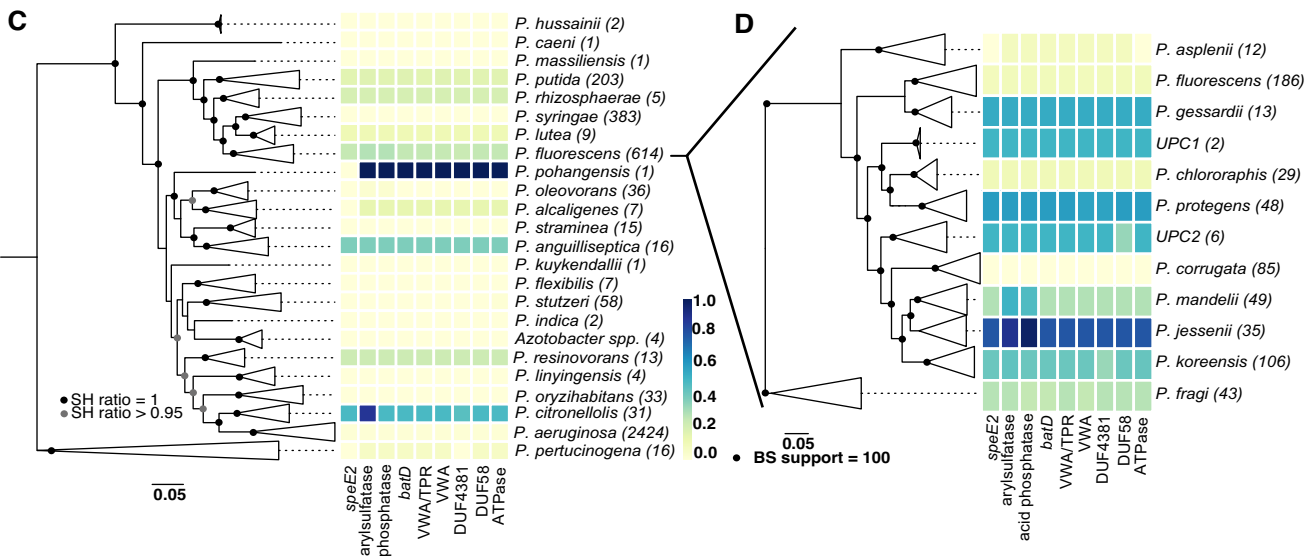 C
P. hussainii (2)
P. caeni (1)
P. massiliensis (1)
P. putida (203)
P. rhizosphaerae (5)
P. syringae (383)
P. lutea (9)
P. fluorescens (614)
P. pohangensis (1)
P. oleovorans (36)
P. alcaligenes (7)
P. straminea (15)
P. anguilliseptica (16)
P. kuykendallii (1)
P. flexibilis (7)
P. stutzeri (58)
P. indica (2)
Azotobacter spp. (4)
P. resinovorans (13)
P. linyingensis (4)
P. oryzihabitans (33)
P. citronellolis (31)
P. aeruginosa (2424)
P. pertucinogena (16)
SH ratio = 1
SH ratio > 0.95
0.05
speE2
arylsulfatase
phosphatase
batD
VWA/TPR
VWA
DUF4381
DUF58
ATPase
1.0
0.8
0.6
0.4
0.2
0.0
D
P. asplenii (12)
P. fluorescens (186)
P. gessardii (13)
UPC1 (2)
P. chlororaphis (29)
P. protegens (48)
UPC2 (6)
P. corrugata (85)
P. mandelii (49)
P. jessenii (35)
P. koreensis (106)
P. fragi (43)
0.05
BS support = 100
speE2
arylsulfatase
acid phosphatase
batD
VWA/TPR
VWA
DUF4381
DUF58
ATPase